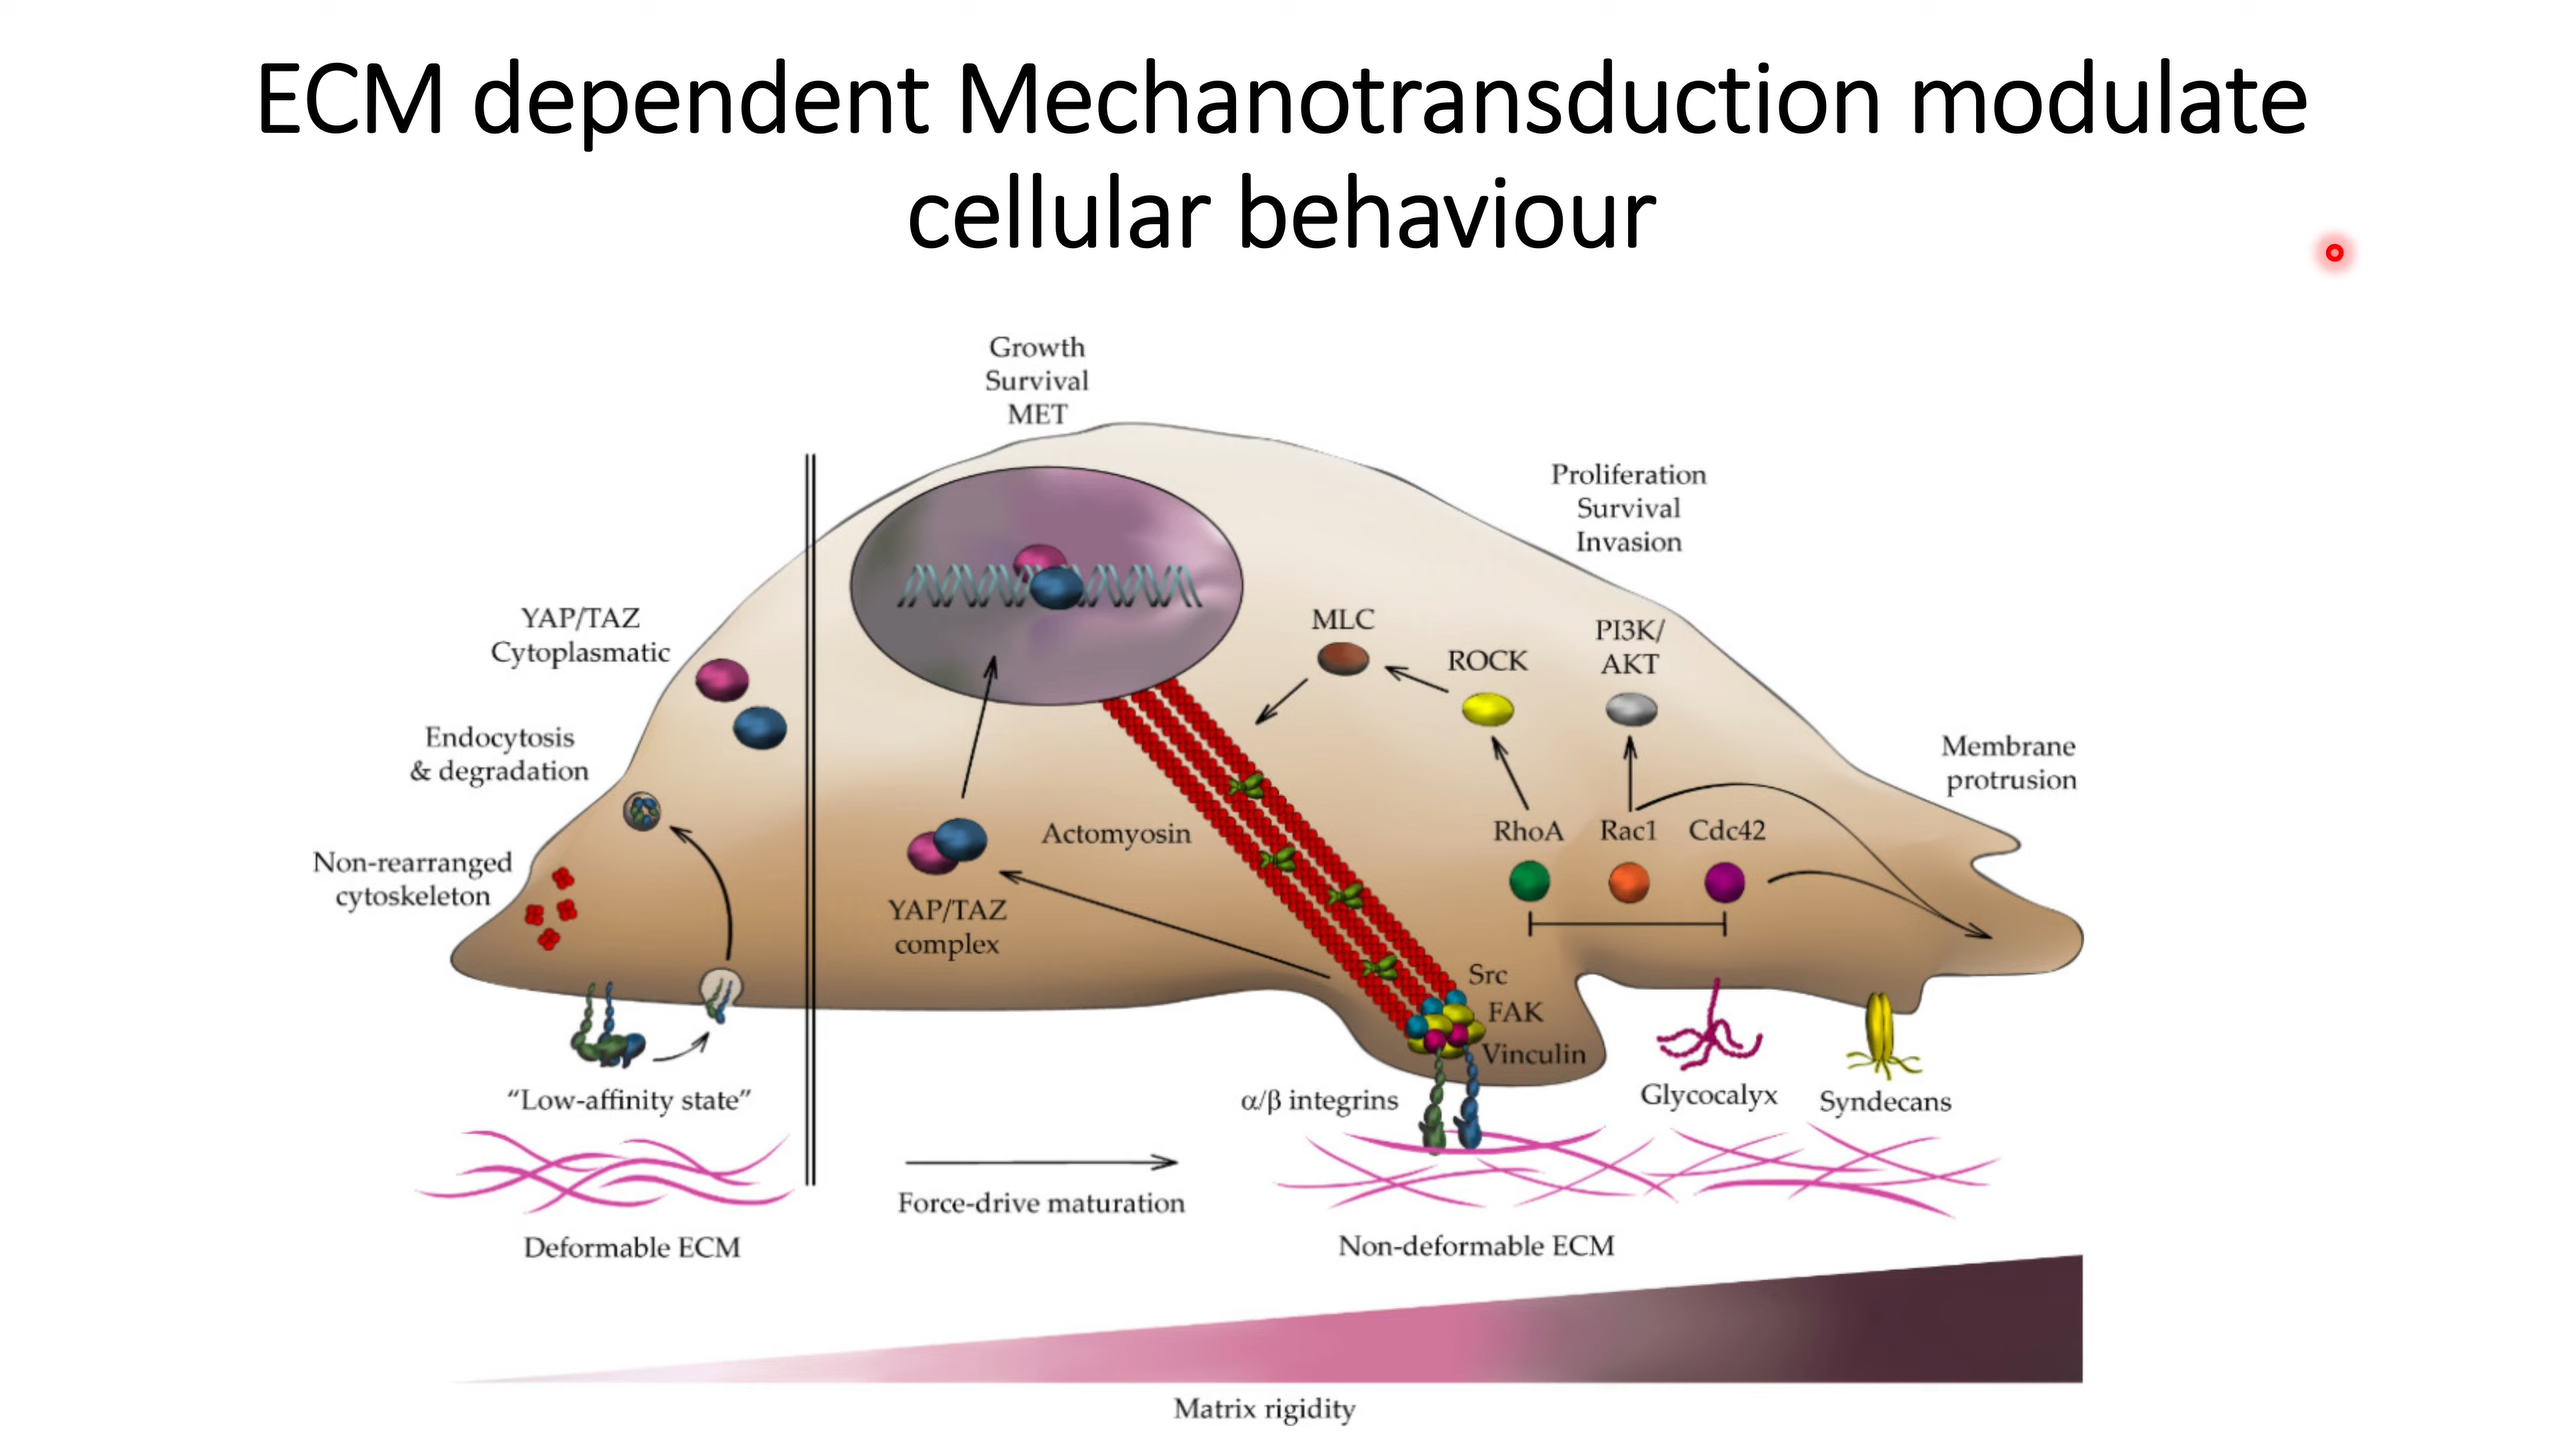 ECM dependent Mechanotransduction modulate
cellular behaviour
Growth
Survival
MET
Proliferation
Survival
Invasion
YAP/TAZ
Cytoplasmatic
MLC
ROCK
PI3K/
AKT
Endocytosis
& degradation
Membrane
protrusion
Non-rearranged
cytoskeleton
Actomyosin
RhoA
Rac1
Cdc42
YAP/TAZ
complex
Src
FAK
Vinculin
"Low-affinity state"
α/β integrins
Glycocalyx
Syndecans
Force-drive maturation
Deformable ECM
Non-deformable ECM
Matrix rigidity